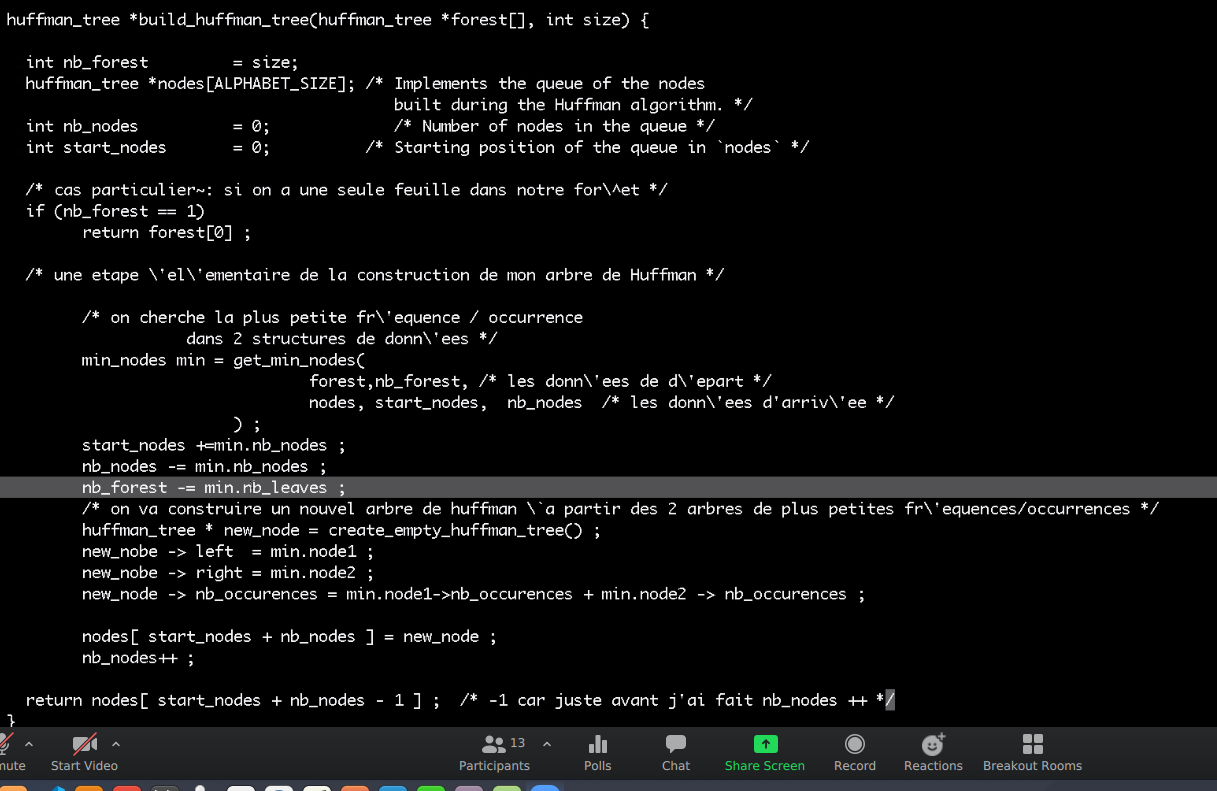 huffman_tree *build_huffman_tree(huffman_tree *forest[], int size) {
int nb_forest = size;
huffman_tree *nodes[ALPHABET_SIZE]; /* Implements the queue of the nodes
built during the Huffman algorithm. */
int nb_nodes = 0; /* Number of nodes in the queue */
int start_nodes = 0; /* Starting position of the queue in `nodes` */
/* cas particulier~: si on a une seule feuille dans notre for\^et */
if (nb_forest == 1)
return forest[0] ;
/* une etape \'el\'ementaire de la construction de mon arbre de Huffman */
/* on cherche la plus petite fr\'equence / occurrence
dans 2 structures de donn\'ees */
min_nodes min = get_min_nodes(
forest,nb_forest, /* les donn\'ees de d\'epart */
nodes, start_nodes, nb_nodes /* les donn\'ees d'arriv\'ee */
) ;
start_nodes +=min.nb_nodes ;
nb_nodes -= min.nb_nodes ;
nb_forest -= min.nb_leaves ;
/* on va construire un nouvel arbre de huffman \`a partir des 2 arbres de plus petites fr\'equences/occurrences */
huffman_tree * new_node = create_empty_huffman_tree() ;
new_nobe -> left = min.node1 ;
new_nobe -> right = min.node2 ;
new_node -> nb_occurences = min.node1->nb_occurences + min.node2 -> nb_occurences ;
nodes[ start_nodes + nb_nodes ] = new_node ;
nb_nodes++ ;
return nodes[ start_nodes + nb_nodes - 1 ] ; /* -1 car juste avant j'ai fait nb_nodes ++ */
}
13
Start Video Participants Polls Chat Share Screen Record Reactions Breakout Rooms